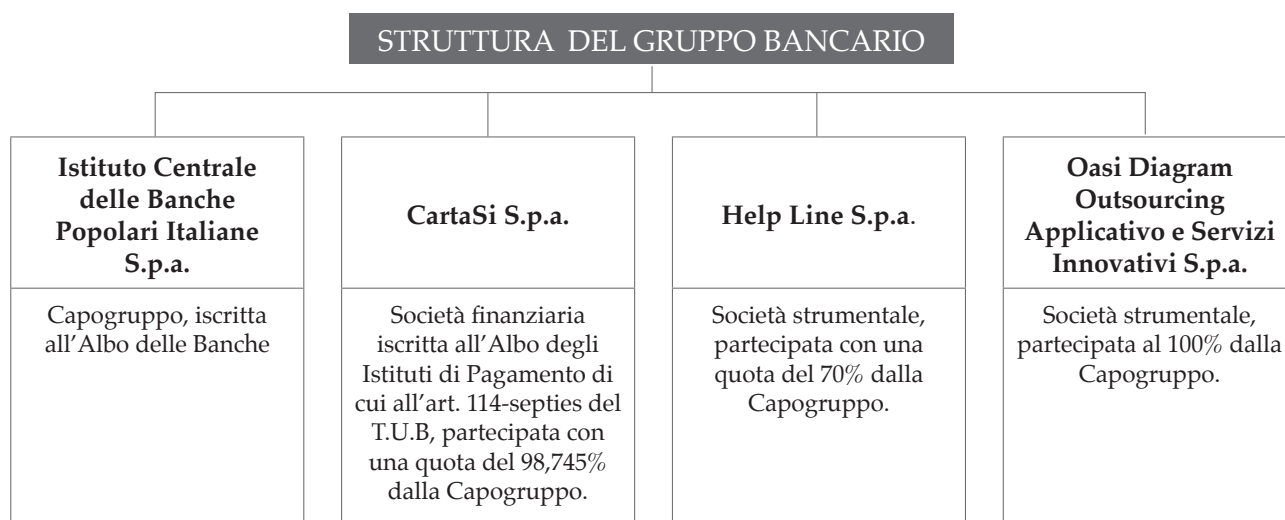 STRUTTURA DEL GRUPPO BANCARIO
Istituto Centrale
delle Banche
Popolari Italiane
S.p.a.
Capogruppo, iscritta
all'Albo delle Banche
CartaSi S.p.a.
Società finanziaria
iscritta all'Albo degli
Istituti di Pagamento di
cui all'art. 114-septies del
T.U.B, partecipata con
una quota del 98,745%
dalla Capogruppo.
Help Line S.p.a.
Società strumentale,
partecipata con una
quota del 70% dalla
Capogruppo.
Oasi Diagram
Outsourcing
Applicativo e Servizi
Innovativi S.p.a.
Società strumentale,
partecipata al 100% dalla
Capogruppo.